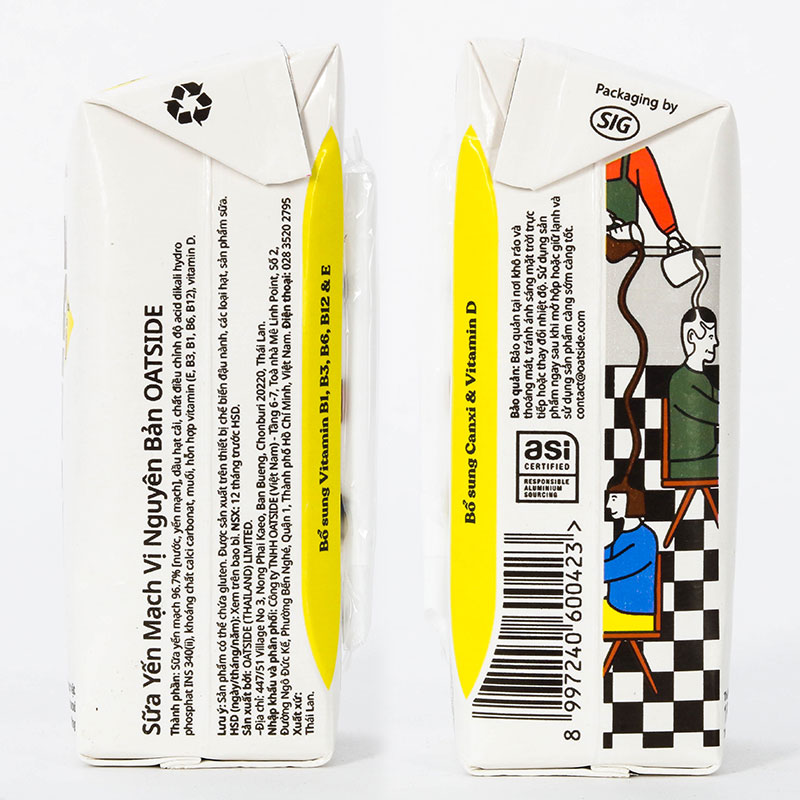 Sữa Yến Mạch Vị Nguyên Bản OATSIDE
Thành phần: Sữa yến mạch 96.7% [nước, yến mạch], dầu hạt cải, chất điều chỉnh độ acid dikali hydro
phosphat INS 340(ii), khoáng chất calci carbonat, muối, hỗn hợp vitamin (E, B3, B1, B6, B12), vitamin D.
Lưu ý: Sản phẩm có thể chứa gluten. Được sản xuất trên thiết bị chế biến đậu nành, các loại hạt, sản phẩm sữa.
HSD (ngày/tháng/năm): Xem trên bao bì. NSX: 12 tháng trước HSD.
Sản xuất bởi: OATSIDE (THAILAND) LIMITED.
-Địa chỉ: 447/51 Village No 3, Nong Phai Kaeo, Ban Bueng, Chonburi 20220, Thái Lan.
Nhập khẩu và phân phối: Công ty TNHH OATSIDE (Việt Nam) - Tầng 6-7, Toà nhà Mê Linh Point, Số 2,
Đường Ngô Đức Kế, Phường Bến Nghé, Quận 1, Thành phố Hồ Chí Minh, Việt Nam. Điện thoại: 028 3520 2795
Xuất xứ:
Thái Lan.
Bổ sung Vitamin B1, B3, B6, B12 & E
Packaging by
SIG
Bổ sung Canxi & Vitamin D
Bảo quản: Bảo quản tại nơi khô ráo và
thoáng mát, tránh ánh sáng mặt trời trực
tiếp hoặc thay đổi nhiệt độ. Sử dụng sản
phẩm ngay sau khi mở hộp hoặc giữ lạnh và
sử dụng sản phẩm càng sớm càng tốt.
contact@oatside.com
asi
CERTIFIED
RESPONSIBLE
ALUMINIUM
SOURCING
8 997240 600423 >